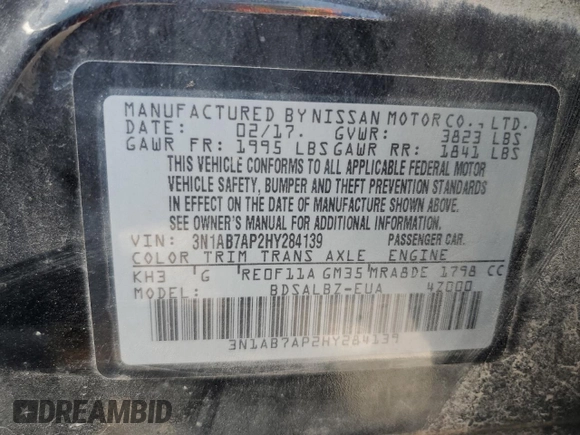 MANUFACTURED BY NISSAN MOTOR CO., LTD.
DATE: 02/17. GVWR: 3823 LBS
GAWR FR: 1995 LBS GAWR RR: 1841 LBS
THIS VEHICLE CONFORMS TO ALL APPLICABLE FEDERAL MOTOR
VEHICLE SAFETY, BUMPER AND THEFT PREVENTION STANDARDS
IN EFFECT ON THE DATE OF MANUFACTURE SHOWN ABOVE.
SEE OWNER'S MANUAL FOR ADDITIONAL INFORMATION.
VIN: 3N1AB7AP2HY284139 PASSENGER CAR.
COLOR TRIM TRANS AXLE ENGINE
KH3 G RE0F11A GM35 MRA8DE 1798 CC
MODEL: BDSALBZ-EUA 4Z000
3N1AB7AP2HY284139
DREAMBID